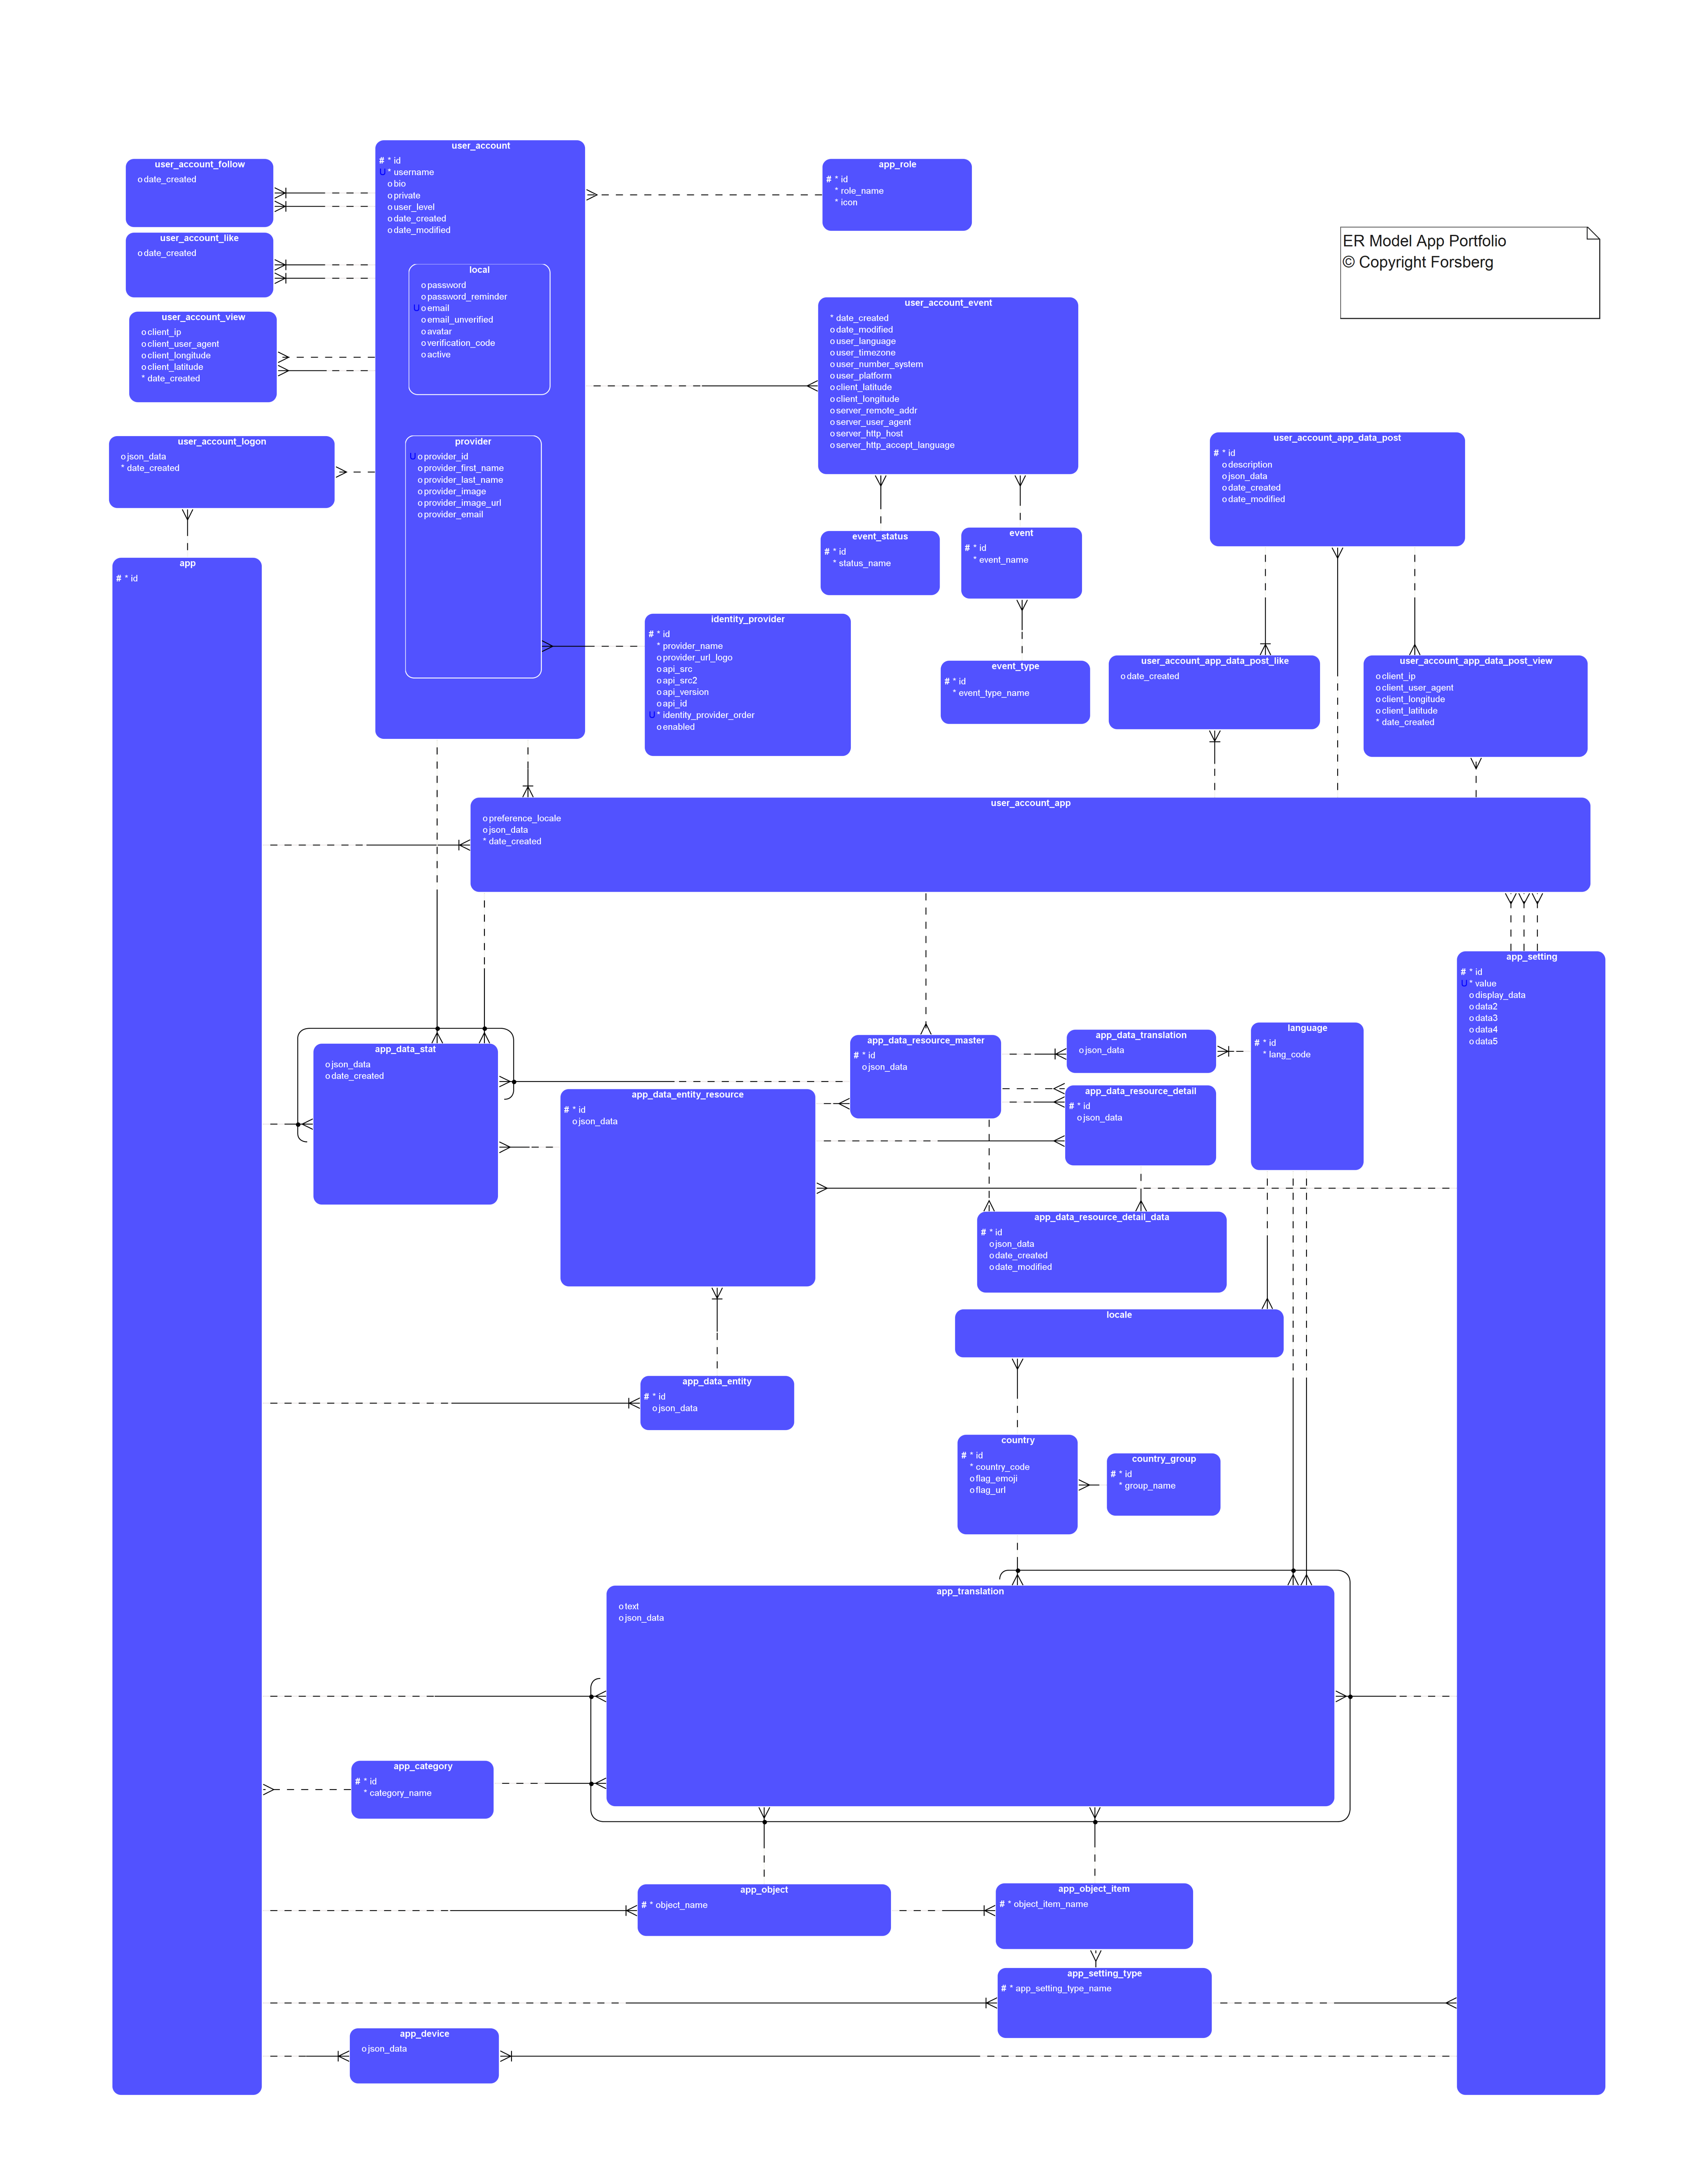 user_account_follow
o date_created
user_account_like
o date_created
user_account_view
o client_ip
o client_user_agent
o client_longitude
o client_latitude
* date_created
user_account_logon
o json_data
* date_created
user_account
# * id
U * username
o bio
o private
o user_level
o date_created
o date_modified
local
o password
o password_reminder
U o email
o email_unverified
o avatar
o verification_code
o active
provider
U o provider_id
o provider_first_name
o provider_last_name
o provider_image
o provider_image_url
o provider_email
app_role
# * id
* role_name
* icon
ER Model App Portfolio
© Copyright Forsberg
user_account_event
* date_created
o date_modified
o user_language
o user_timezone
o user_number_system
o user_platform
o client_latitude
o client_longitude
o server_remote_addr
o server_user_agent
o server_http_host
o server_http_accept_language
user_account_app_data_post
# * id
o description
o json_data
o date_created
o date_modified
event_status
# * id
* status_name
event
# * id
* event_name
app
# * id
identity_provider
# * id
* provider_name
o provider_url_logo
o api_src
o api_src2
o api_version
o api_id
U * identity_provider_order
o enabled
event_type
# * id
* event_type_name
user_account_app_data_post_like
o date_created
user_account_app_data_post_view
o client_ip
o client_user_agent
o client_longitude
o client_latitude
* date_created
user_account_app
o preference_locale
o json_data
* date_created
app_setting
# * id
U * value
o display_data
o data2
o data3
o data4
o data5
app_data_stat
o json_data
o date_created
app_data_resource_master
# * id
o json_data
app_data_translation
o json_data
language
# * id
* lang_code
app_data_entity_resource
# * id
o json_data
app_data_resource_detail
# * id
o json_data
app_data_resource_detail_data
# * id
o json_data
o date_created
o date_modified
locale
app_data_entity
# * id
o json_data
country
# * id
* country_code
o flag_emoji
o flag_url
country_group
# * id
* group_name
app_translation
o text
o json_data
app_category
# * id
* category_name
app_object
# * object_name
app_object_item
# * object_item_name
app_setting_type
# * app_setting_type_name
app_device
o json_data